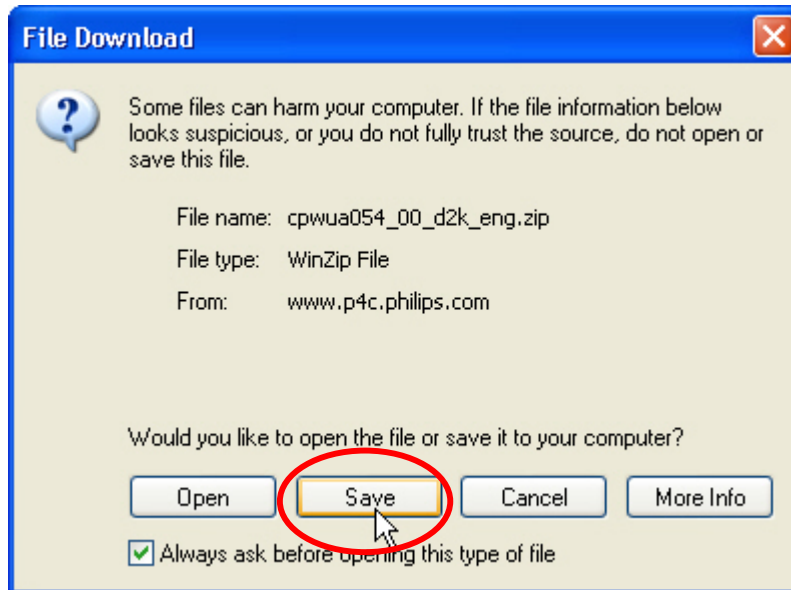 File Download
Some files can harm your computer. If the file information below
looks suspicious, or you do not fully trust the source, do not open or
save this file.
File name: cpwua054_00_d2k_eng.zip
File type: WinZip File
From: www.p4c.philips.com
Would you like to open the file or save it to your computer?
Open Save Cancel More Info
Always ask before opening this type of file